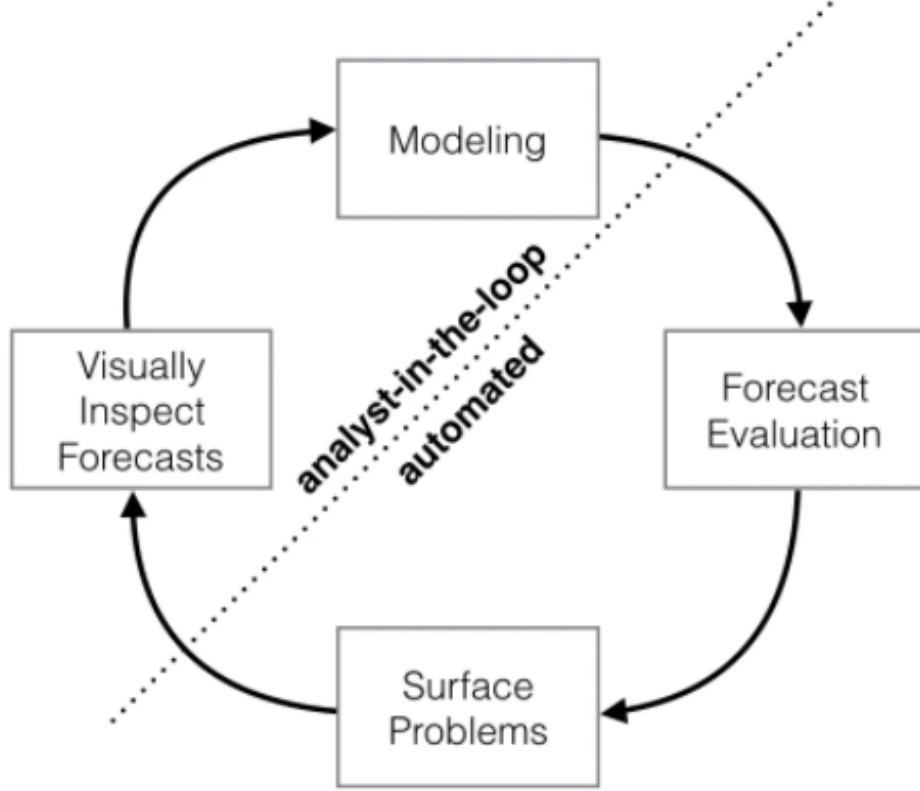 Modeling
analyst-in-the-loop
automated
Visually
Inspect
Forecasts
Forecast
Evaluation
Surface
Problems